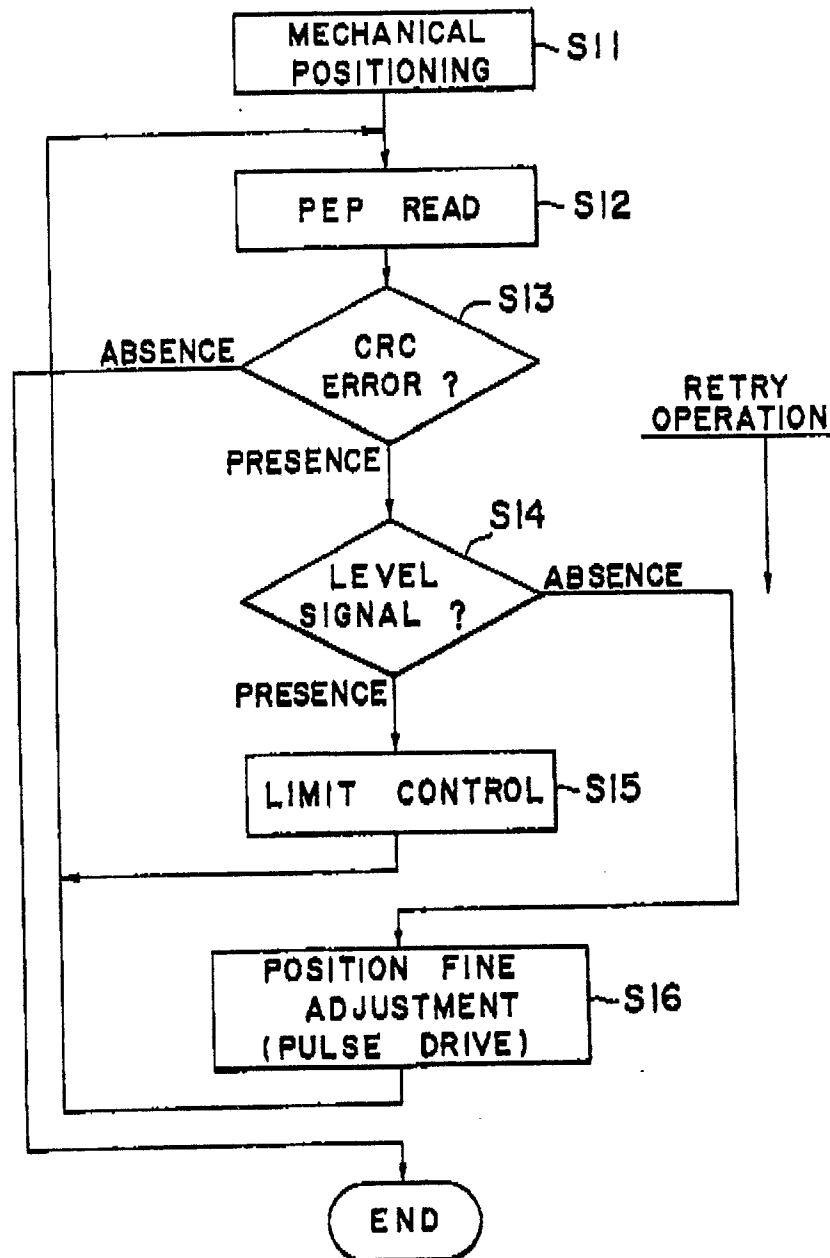 MECHANICAL
POSITIONING
S11
PEP READ
S12
S13
ABSENCE
CRC
ERROR ?
RETRY
OPERATION
PRESENCE
S14
LEVEL
SIGNAL ?
ABSENCE
PRESENCE
LIMIT CONTROL
S15
POSITION FINE
ADJUSTMENT
(PULSE DRIVE)
S16
END